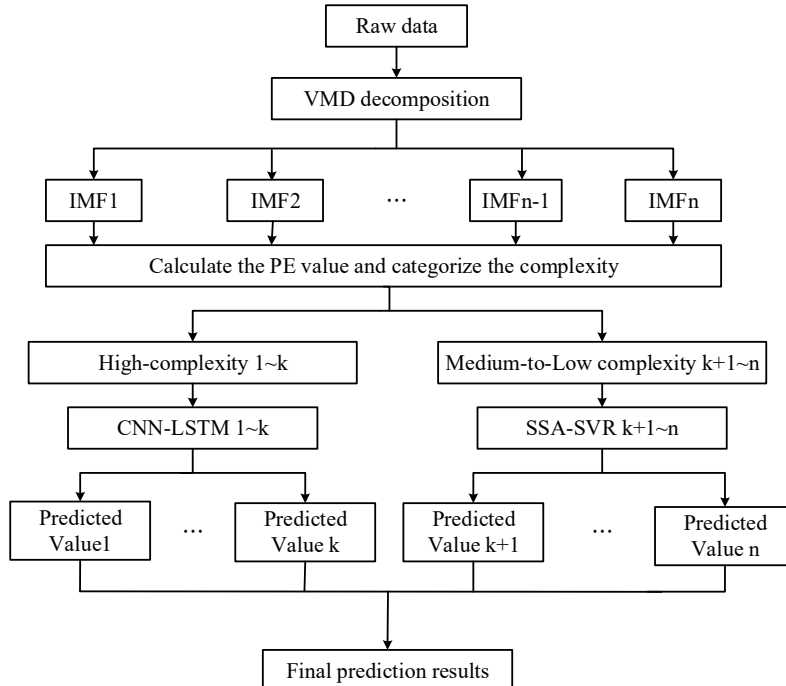 Raw data
VMD decomposition
IMF1
IMF2
...
IMFn-1
IMFn
Calculate the PE value and categorize the complexity
High-complexity 1~k
Medium-to-Low complexity k+1~n
CNN-LSTM 1~k
SSA-SVR k+1~n
Predicted
Value1
...
Predicted
Value k
Predicted
Value k+1
...
Predicted
Value n
Final prediction results